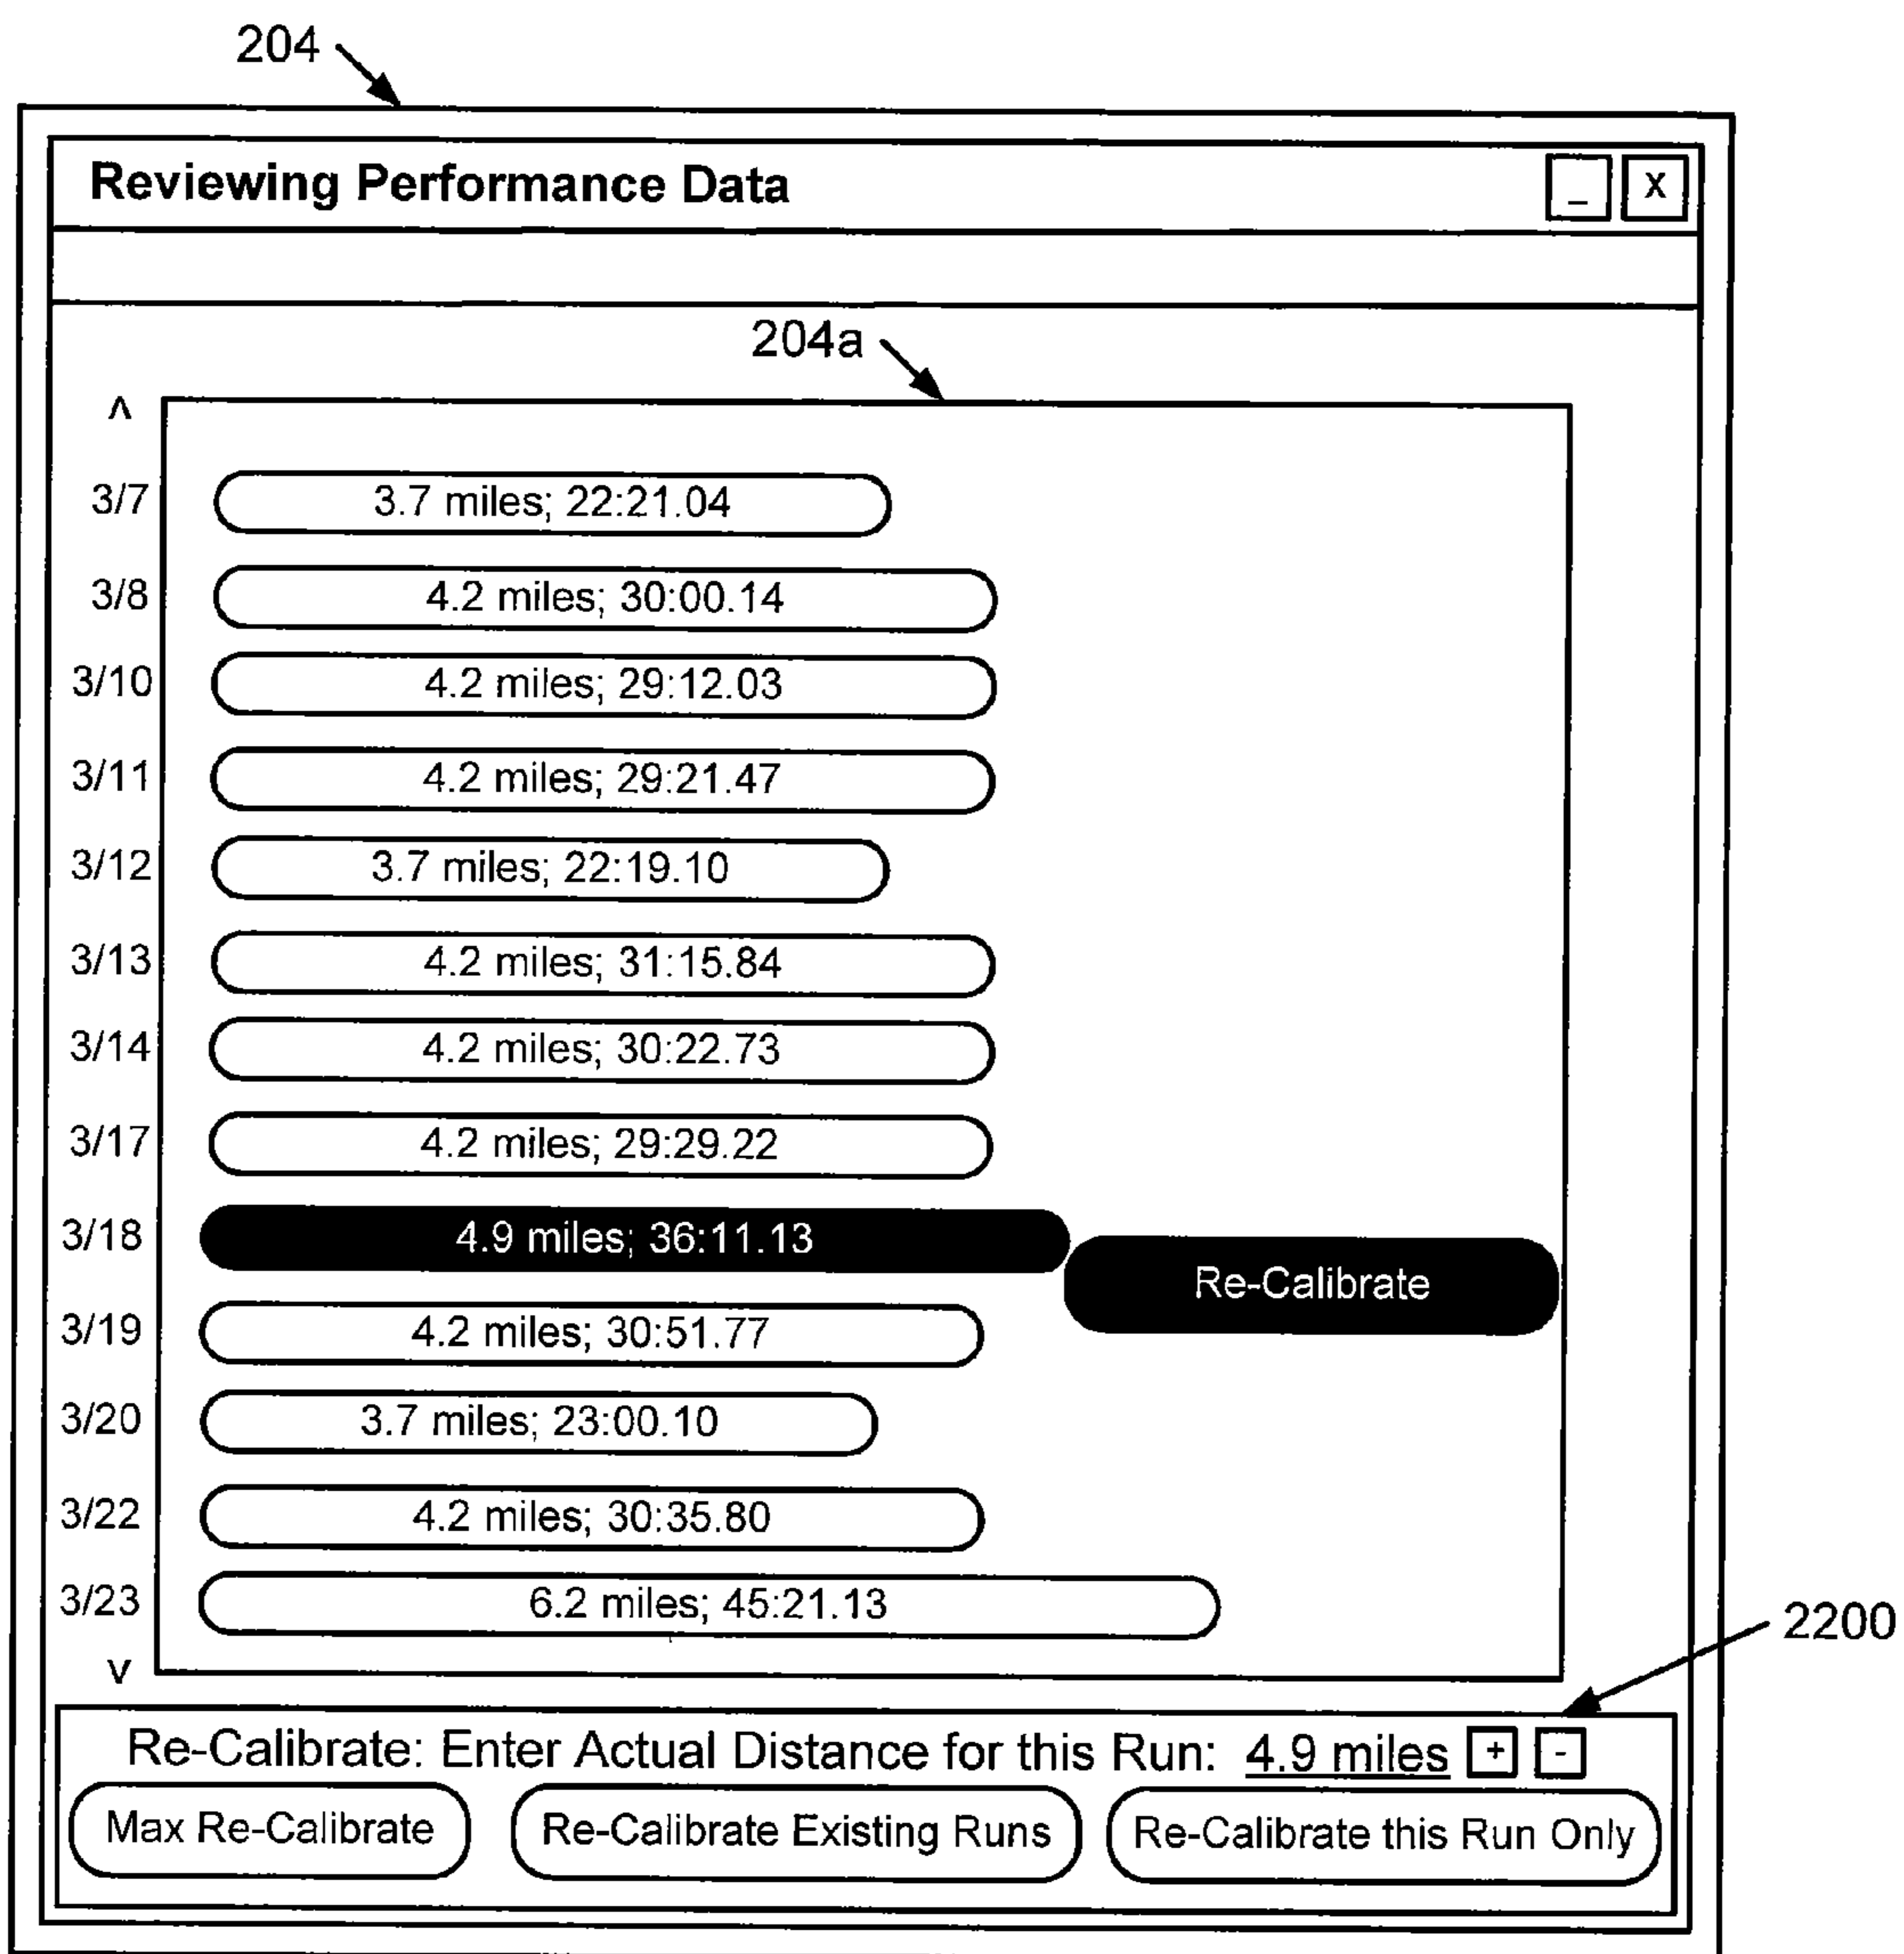 204
Reviewing Performance Data _ X
204a
^
3/7 3.7 miles; 22:21.04
3/8 4.2 miles; 30:00.14
3/10 4.2 miles; 29:12.03
3/11 4.2 miles; 29:21.47
3/12 3.7 miles; 22:19.10
3/13 4.2 miles; 31:15.84
3/14 4.2 miles; 30:22.73
3/17 4.2 miles; 29:29.22
3/18 4.9 miles; 36:11.13
Re-Calibrate
3/19 4.2 miles; 30:51.77
3/20 3.7 miles; 23:00.10
3/22 4.2 miles; 30:35.80
3/23 6.2 miles; 45:21.13
2200
v
Re-Calibrate: Enter Actual Distance for this Run: 4.9 miles + -
Max Re-Calibrate Re-Calibrate Existing Runs Re-Calibrate this Run Only